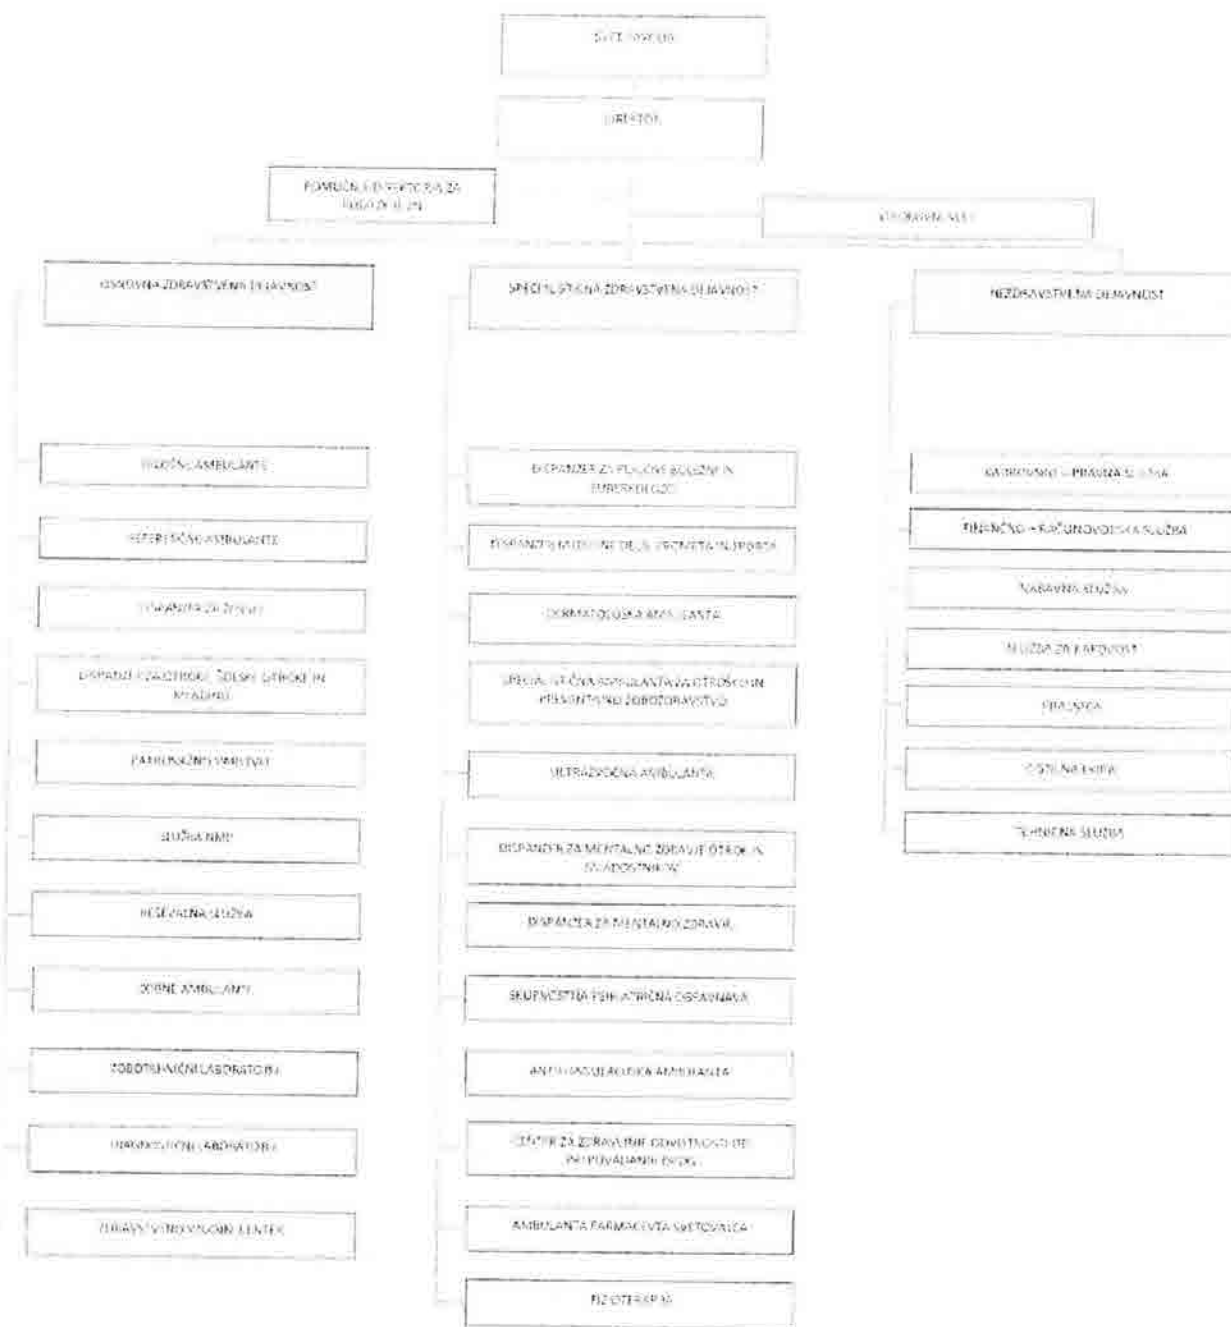 SVET ZAVODA
DIREKTOR
POMOČNICA DIREKTORJA ZA
STROKOVNI SVET
OSNOVNA ZDRAVSTVENA DEJAVNOST
SPECIALISTIČNA ZDRAVSTVENA DEJAVNOST
NEZDRAVSTVENA DEJAVNOST
SPLOŠNE AMBULANTE
REFERENČNE AMBULANTE
DISPANZER ZA ŽENSKE
DISPANZER ZA OTROKE, ŠOLSKE OTROKE IN
MLADINO
PATRONAŽNO VARSTVO
SLUŽBA NMP
REŠEVALNA SLUŽBA
ZOBNE AMBULANTE
ZOBOTEHNIČNI LABORATORIJ
DIAGNOSTIČNI LABORATORIJ
ZDRAVSTVENO VZGOJNI CENTER
DISPANZER ZA PLJUČNE BOLEZNI IN
TUBERKULOZO
DISPANZER MEDICINE DELA, PROMETA IN ŠPORTA
DERMATOLOŠKA AMBULANTA
SPECIALISTIČNA AMBULANTA ZA OTROŠKO IN
PREVENTIVNO ZOBOZDRAVSTVO
ULTRAZVOČNA AMBULANTA
DISPANZER ZA MENTALNO ZDRAVJE OTROK IN
MLADOSTNIKOV
DISPANZER ZA MENTALNO ZDRAVJE
SKUPNOSTNA PSIHIATRIČNA OBRAVNAVA
ANTIKOAGULACIJSKA AMBULANTA
CENTER ZA ZDRAVLJENJE ODVISNOSTI OD
PREPOVEDANIH DROG
AMBULANTA FARMACEVTA SVETOVALCA
FIZIOTERAPIJA
KADROVSKO – PRAVNA SLUŽBA
FINANČNO – RAČUNOVODSKA SLUŽBA
NABAVNA SLUŽBA
SLUŽBA ZA KAKOVOST
PRALNICA
ČISTILNA EKIPA
TEHNIČNA SLUŽBA